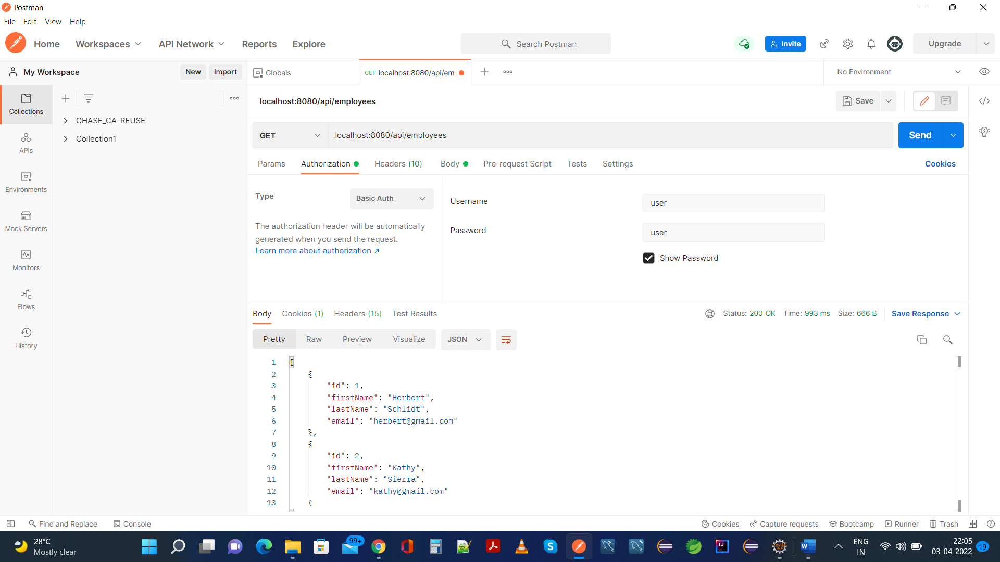 Postman
File Edit View Help
Home Workspaces API Network Reports Explore Search Postman Invite Upgrade
My Workspace New Import Globals GET localhost:8080/api/em No Environment
Collections
CHASE_CA-REUSE
Collection1
APIs
Environments
Mock Servers
Monitors
Flows
History
localhost:8080/api/employees Save
GET localhost:8080/api/employees Send
Params Authorization Headers (10) Body Pre-request Script Tests Settings Cookies
Type Basic Auth
The authorization header will be automatically
generated when you send the request.
Learn more about authorization ↗
Username user
Password user
Show Password
Body Cookies (1) Headers (15) Test Results Status: 200 OK Time: 993 ms Size: 666 B Save Response
Pretty Raw Preview Visualize JSON
1 [
2 {
3 "id": 1,
4 "firstName": "Herbert",
5 "lastName": "Schlidt",
6 "email": "herbert@gmail.com"
7 },
8 {
9 "id": 2,
10 "firstName": "Kathy",
11 "lastName": "Sierra",
12 "email": "kathy@gmail.com"
13 }
Find and Replace Console Cookies Capture requests Bootcamp Runner Trash
28°C
Mostly clear
99+
ENG
IN
22:05
03-04-2022
19